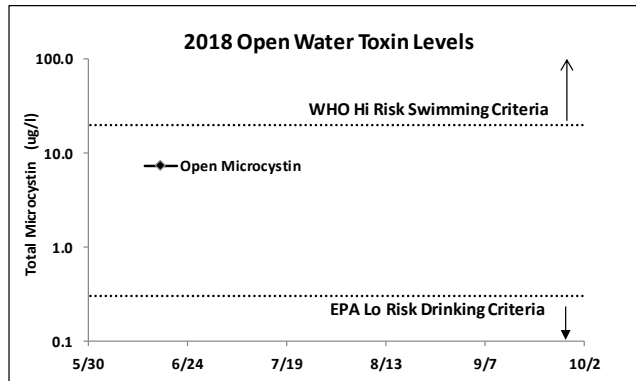 2018 Open Water Toxin Levels
100.0
WHO Hi Risk Swimming Criteria
10.0
Open Microcystin
Total Microcystin (ug/l)
1.0
EPA Lo Risk Drinking Criteria
0.1
5/30 6/24 7/19 8/13 9/7 10/2